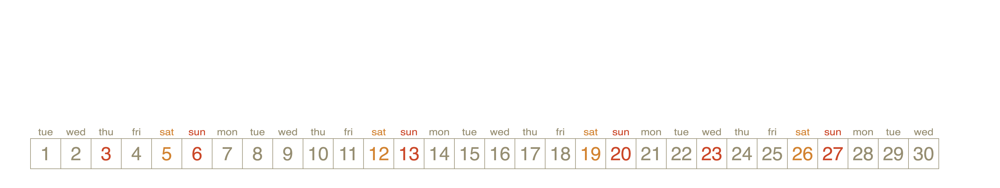 tue wed thu fri sat sun mon tue wed thu fri sat sun mon tue wed thu fri sat sun mon tue wed thu fri sat sun mon tue wed
1 2 3 4 5 6 7 8 9 10 11 12 13 14 15 16 17 18 19 20 21 22 23 24 25 26 27 28 29 30